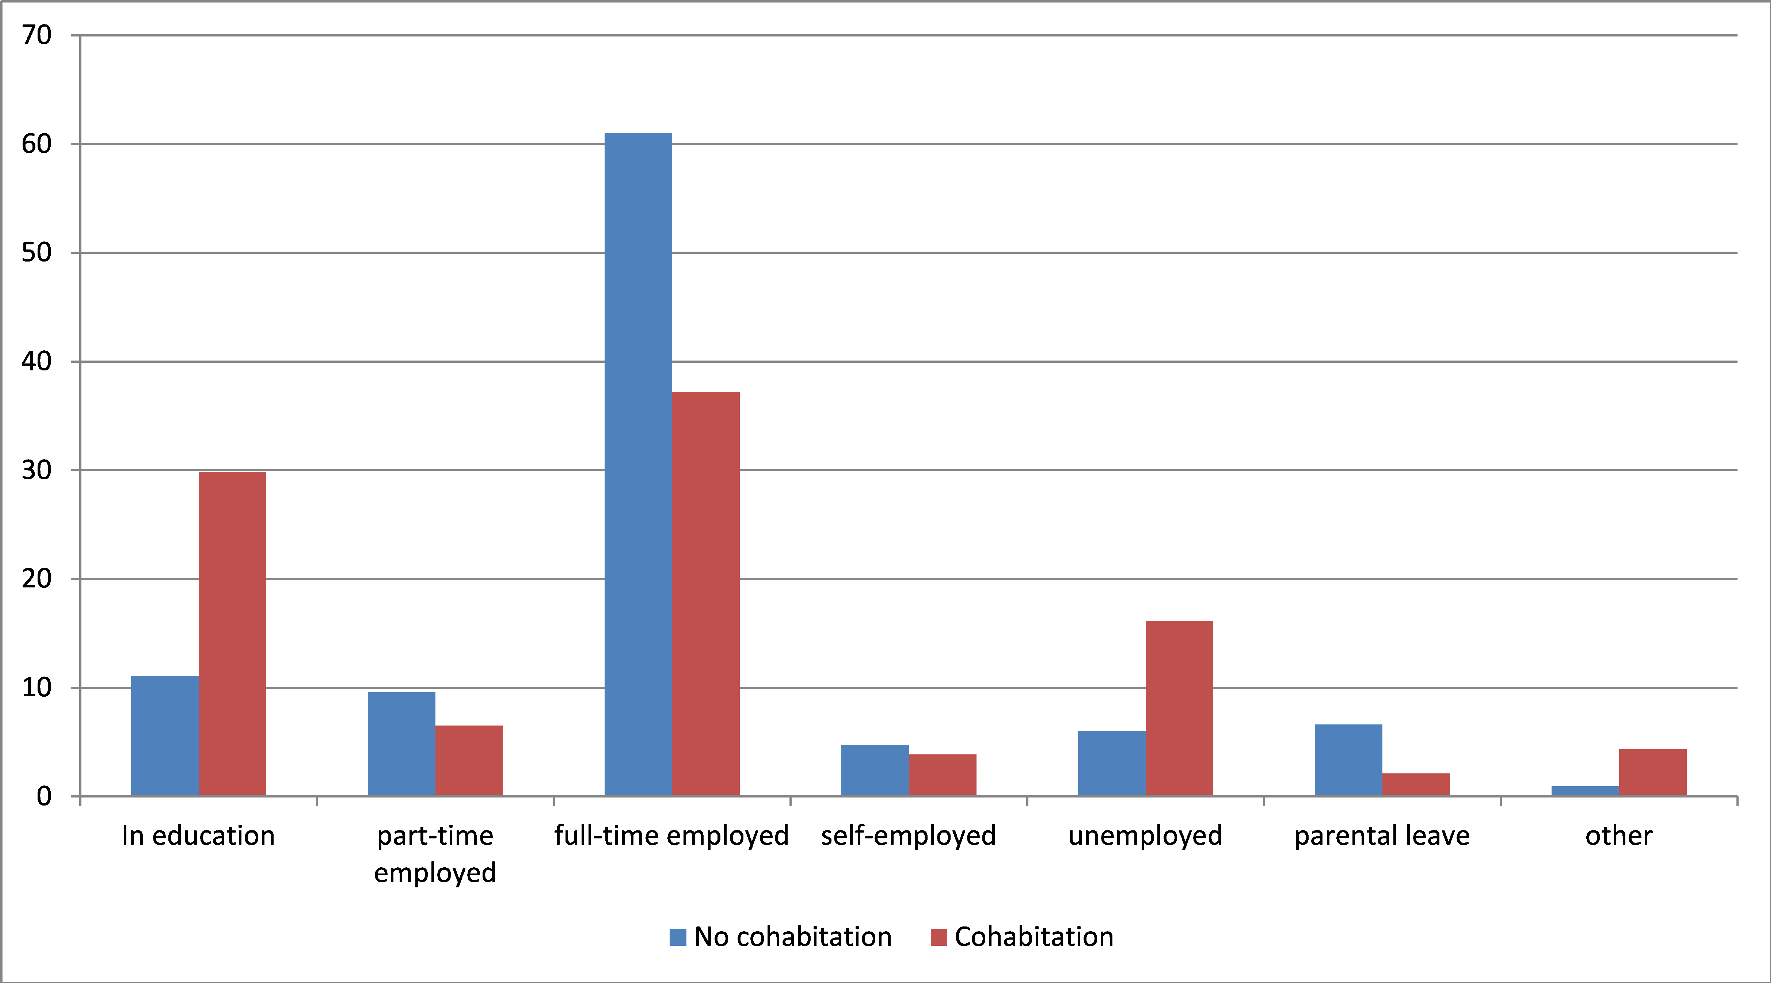 70
60
50
40
30
20
10
0
In education
part-time
employed
full-time employed
self-employed
unemployed
parental leave
other
No cohabitation
Cohabitation